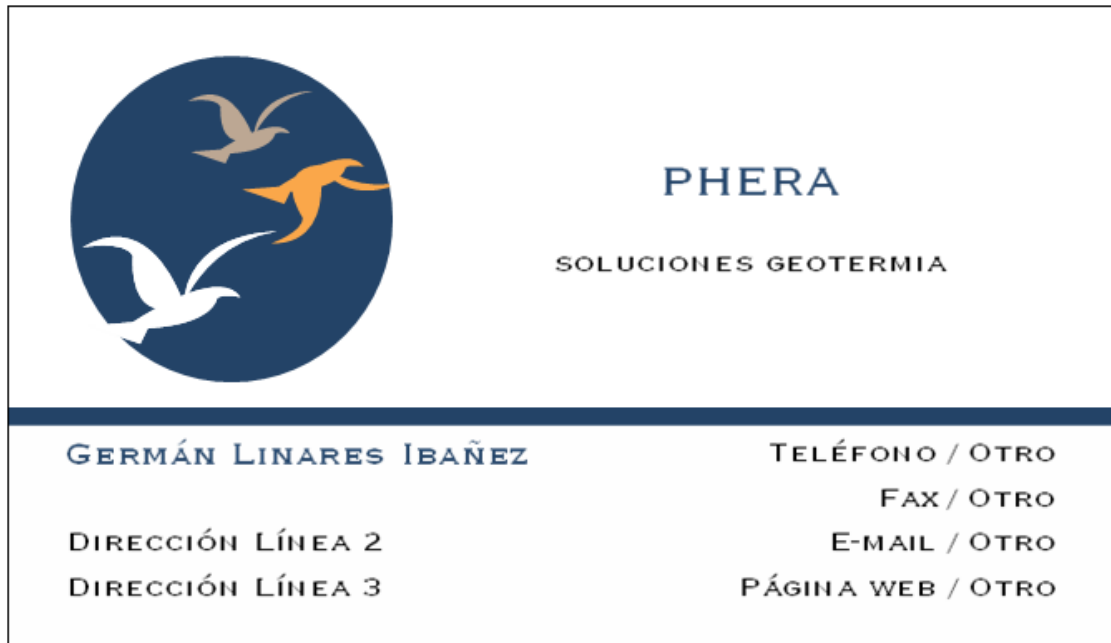 PHERA
SOLUCIONES GEOTERMIA
GERMÁN LINARES IBAÑEZ
DIRECCIÓN LÍNEA 2
DIRECCIÓN LÍNEA 3
TELÉFONO / OTRO
FAX / OTRO
E-MAIL / OTRO
PÁGINA WEB / OTRO